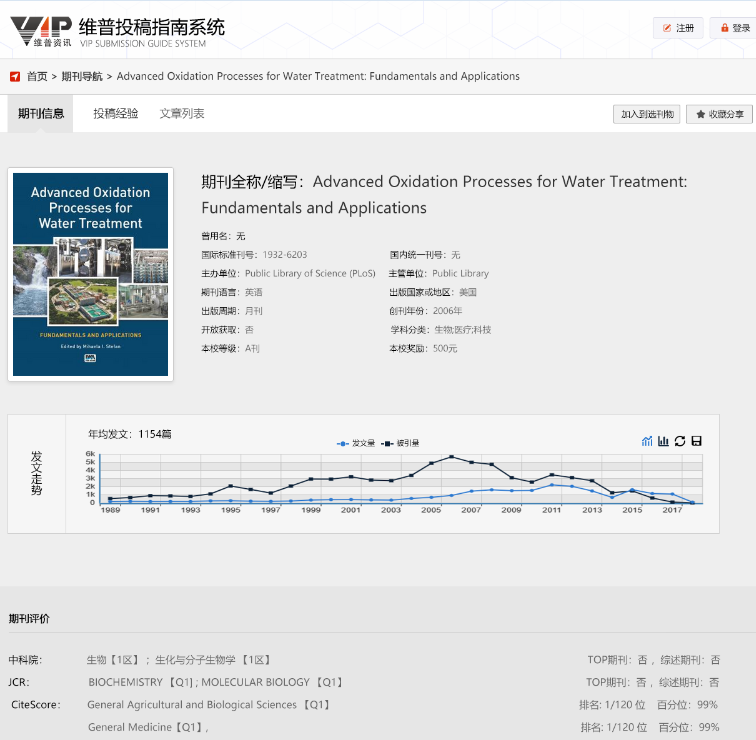 VIP 维普资讯 维普投稿指南系统
VIP SUBMISSION GUIDE SYSTEM
注册 登录
首页 > 期刊导航 > Advanced Oxidation Processes for Water Treatment: Fundamentals and Applications
期刊信息 投稿经验 文章列表 加入到选刊物 收藏分享
Advanced Oxidation
Processes for
Water Treatment
FUNDAMENTALS AND APPLICATIONS
Edited by Mihaela I. Stefan
期刊全称/缩写: Advanced Oxidation Processes for Water Treatment:
Fundamentals and Applications
曾用名: 无
国际标准刊号: 1932-6203 国内统一刊号: 无
主办单位: Public Library of Science (PLoS) 主管单位: Public Library
期刊语言: 英语 出版国家或地区: 美国
出版周期: 月刊 创刊年份: 2006年
开放获取: 否 学科分类: 生物;医疗;科技
本校等级: A刊 本校奖励: 500元
发文走势
年均发文: 1154篇
发文量 被引量
6k
5k
4k
3k
2k
1k
0
1989 1991 1993 1995 1997 1999 2001 2003 2005 2007 2009 2011 2013 2015 2017
期刊评价
中科院: 生物【1区】 ; 生化与分子生物学 【1区】 TOP期刊: 否 , 综述期刊: 否
JCR: BIOCHEMISTRY 【Q1】; MOLECULAR BIOLOGY 【Q1】 TOP期刊: 否 , 综述期刊: 否
CiteScore: General Agricultural and Biological Sciences 【Q1】 排名: 1/120 位 百分位: 99%
General Medicine【Q1】, 排名: 1/120 位 百分位: 99%